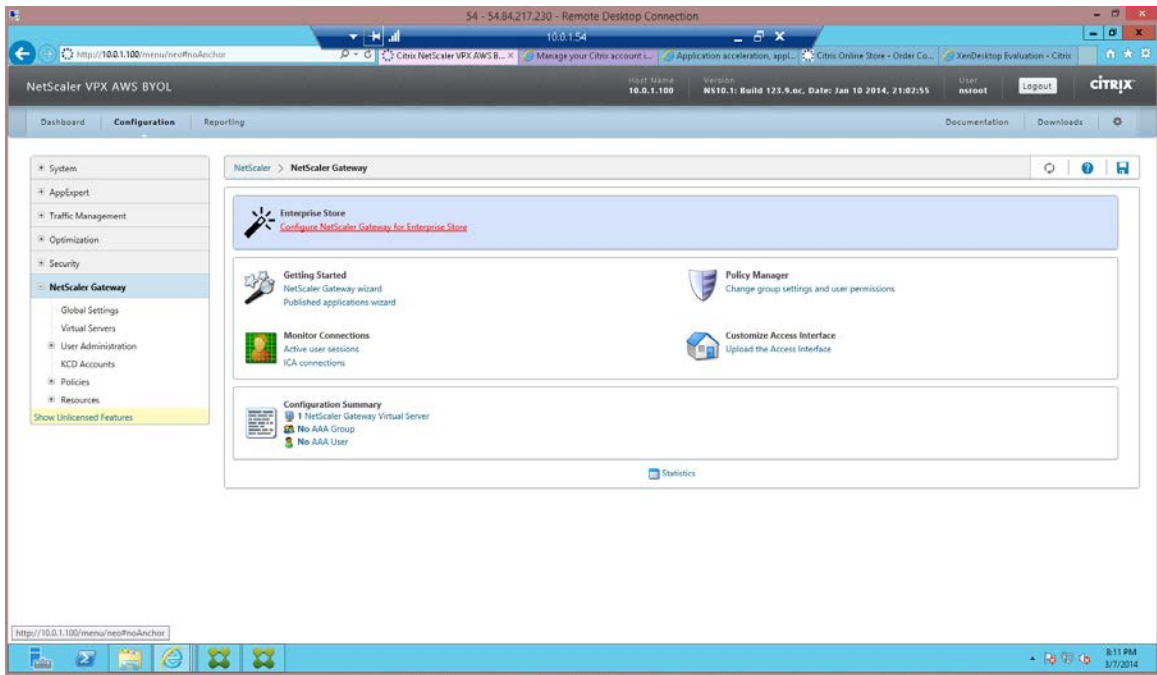 54 - 54.84.217.230 - Remote Desktop Connection
10.0.1.54
http://10.0.1.100/menu/neo#noAnchor
Citrix NetScaler VPX AWS B...
Manage your Citrix account i...
Application acceleration, appl...
Citrix Online Store - Order Co...
XenDesktop Evaluation - Citrix
NetScaler VPX AWS BYOL
Host Name
10.0.1.100
Version
NS10.1: Build 123.9.nc, Date: Jan 10 2014, 21:02:55
User
nsroot
Logout
CITRIX
Dashboard
Configuration
Reporting
Documentation
Downloads
System
AppExpert
Traffic Management
Optimization
Security
NetScaler Gateway
Global Settings
Virtual Servers
User Administration
KCD Accounts
Policies
Resources
Show Unlicensed Features
NetScaler > NetScaler Gateway
Enterprise Store
Configure NetScaler Gateway for Enterprise Store
Getting Started
NetScaler Gateway wizard
Published applications wizard
Policy Manager
Change group settings and user permissions
Monitor Connections
Active user sessions
ICA connections
Customize Access Interface
Upload the Access Interface
Configuration Summary
1 NetScaler Gateway Virtual Server
No AAA Group
No AAA User
Statistics
http://10.0.1.100/menu/neo#noAnchor
8:11 PM
3/7/2014